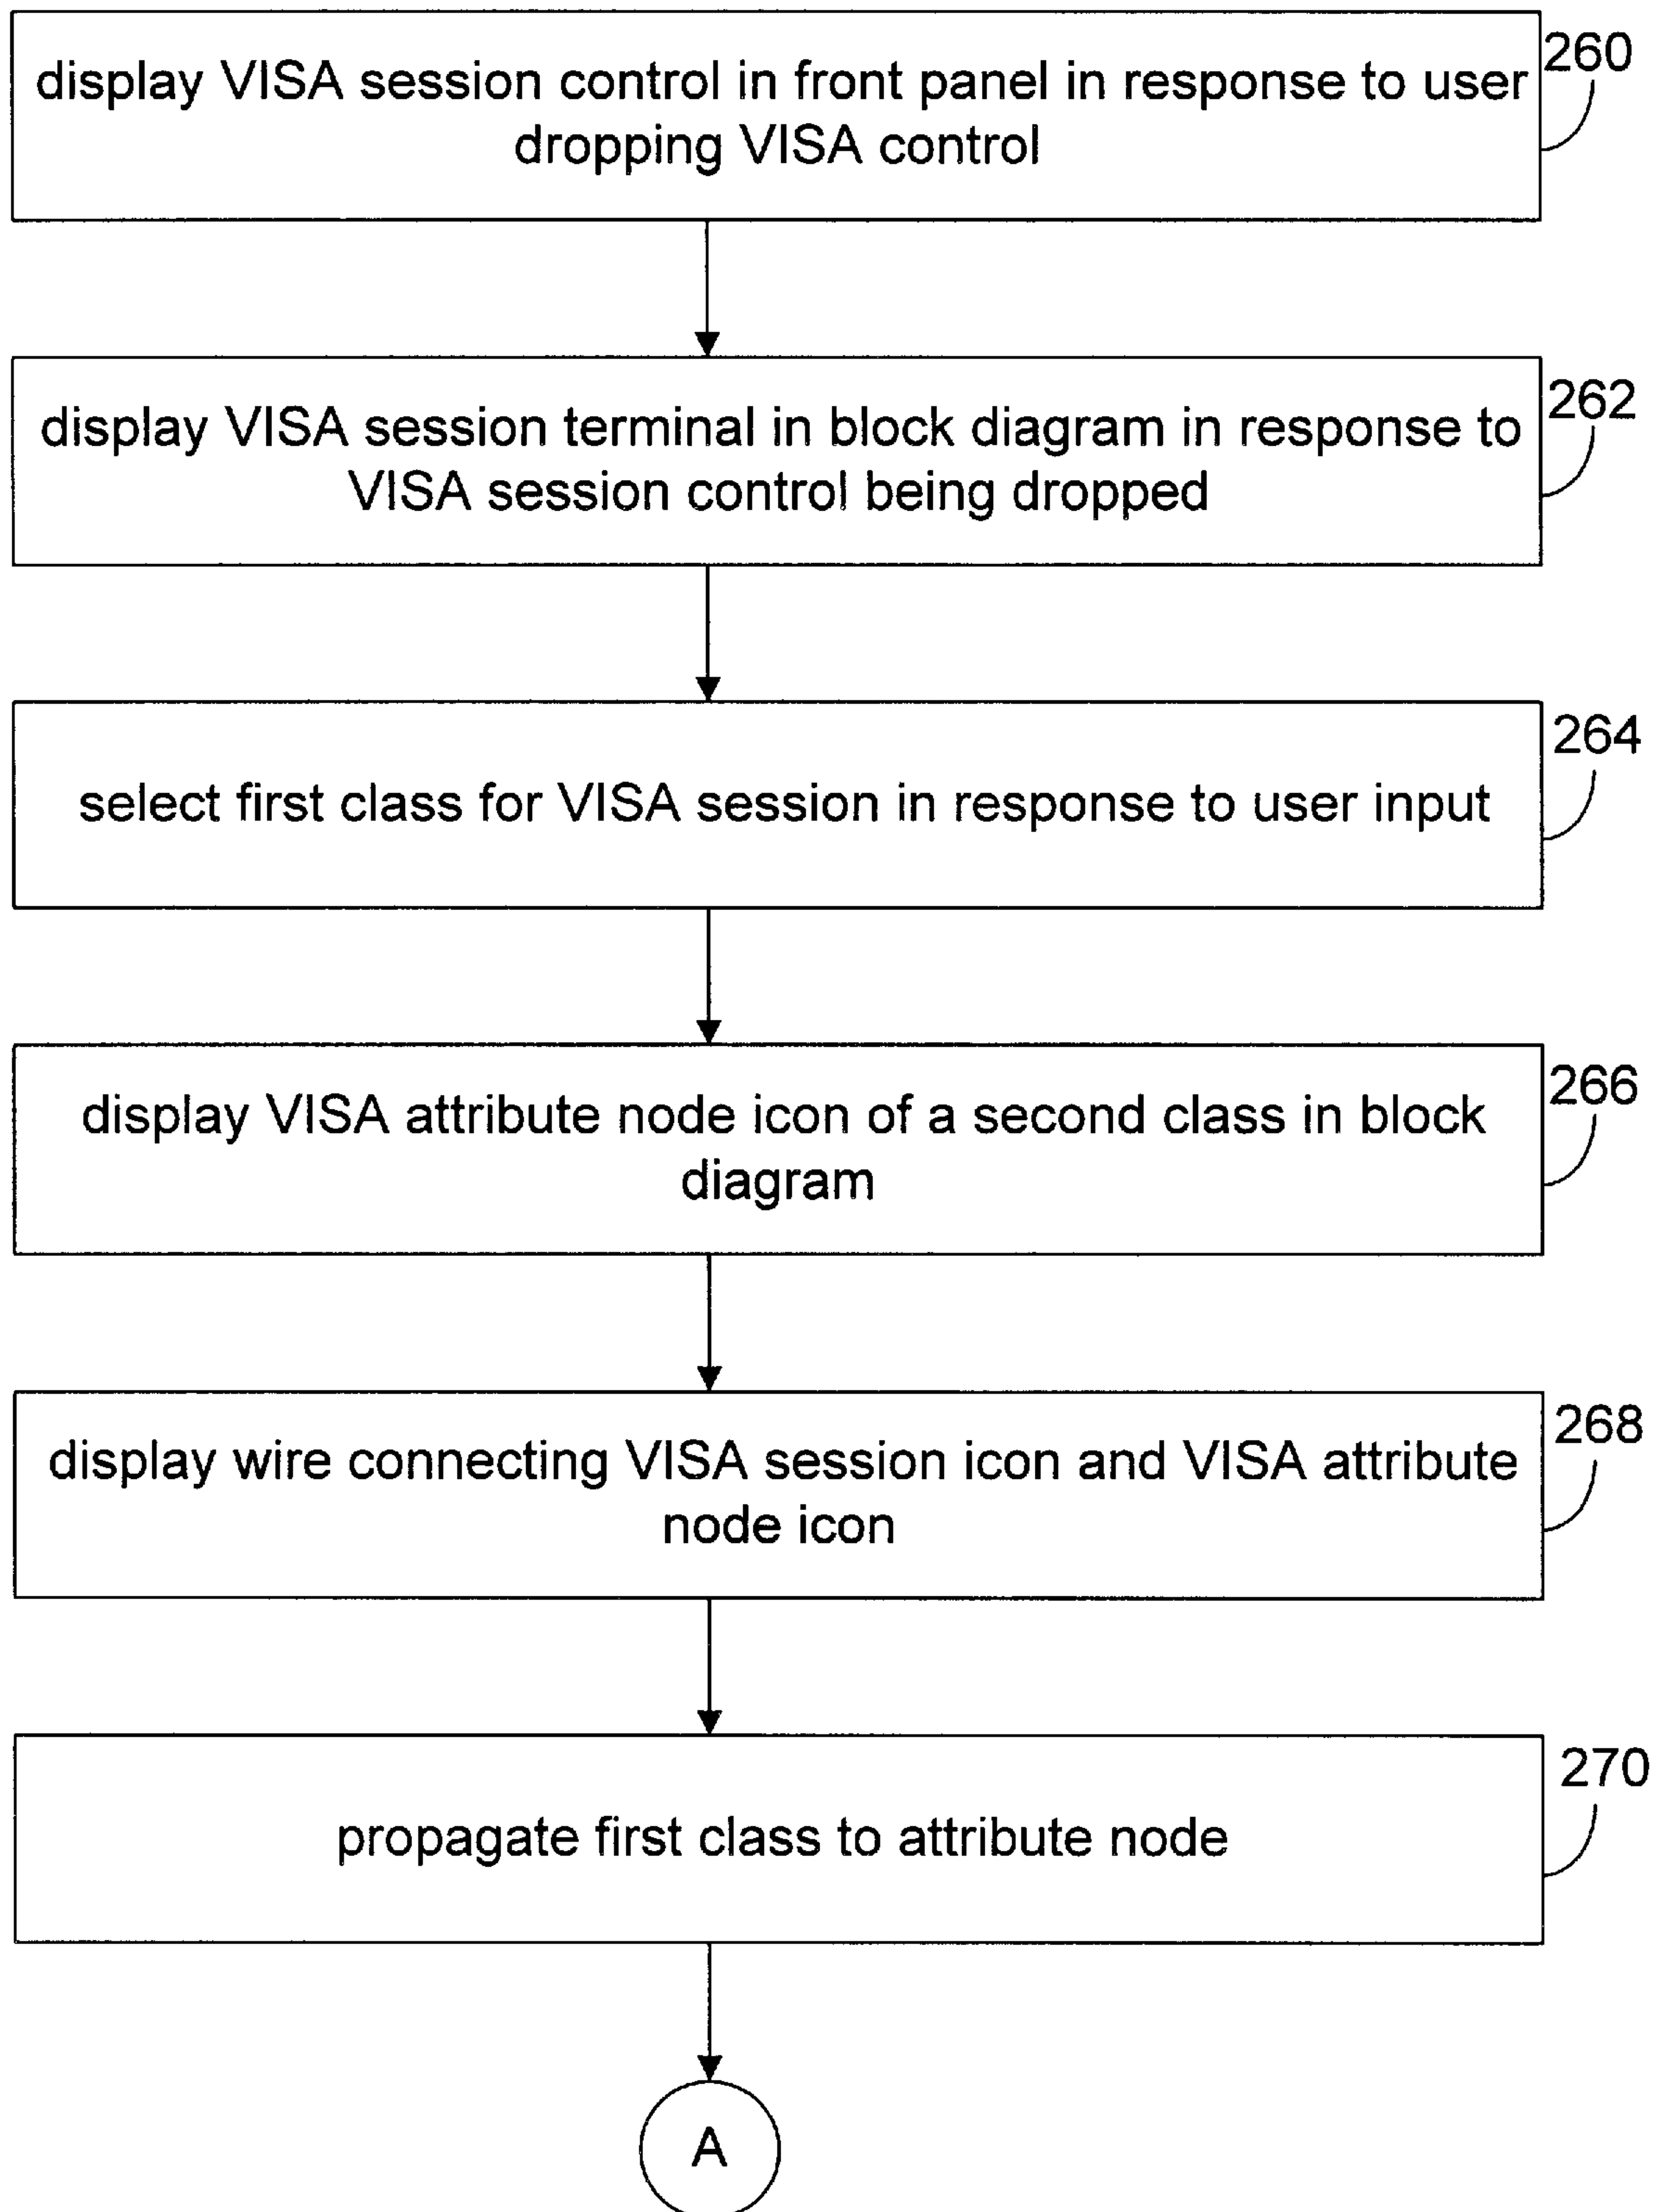 display VISA session control in front panel in response to user
dropping VISA control
260
display VISA session terminal in block diagram in response to
VISA session control being dropped
262
select first class for VISA session in response to user input
264
display VISA attribute node icon of a second class in block
diagram
266
display wire connecting VISA session icon and VISA attribute
node icon
268
propagate first class to attribute node
270
A